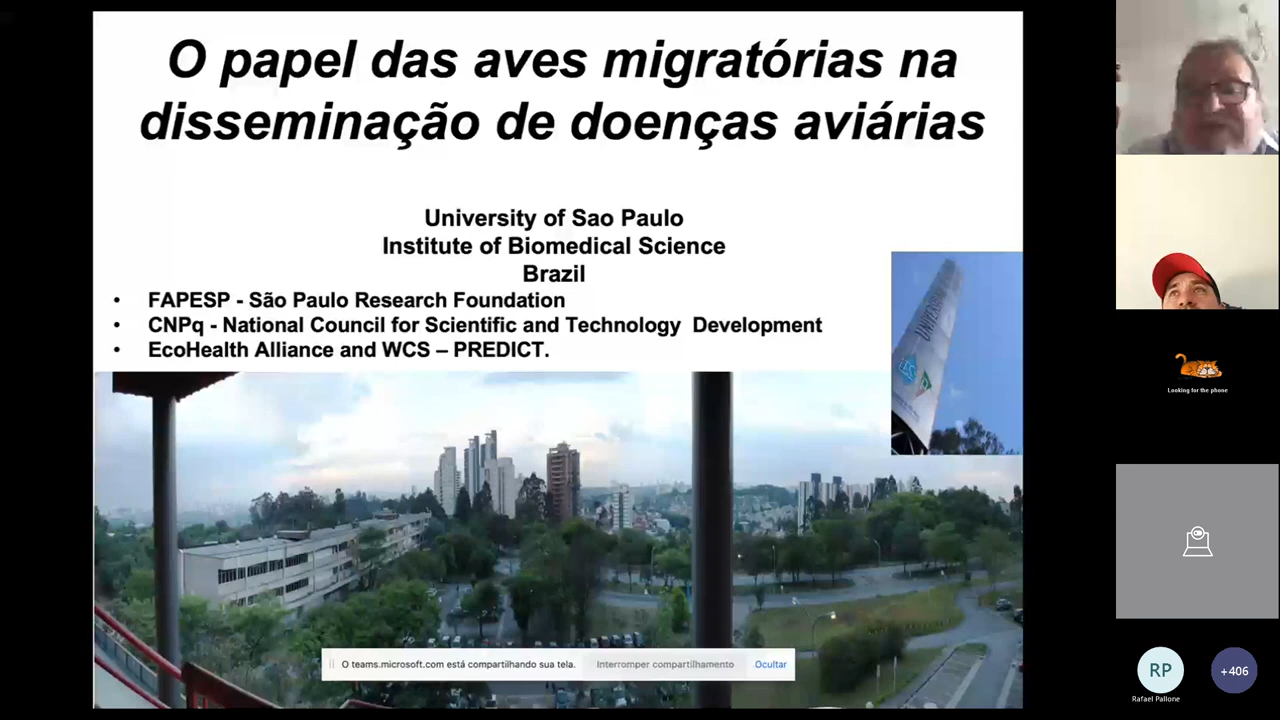 O papel das aves migratórias na
disseminação de doenças aviárias
University of Sao Paulo
Institute of Biomedical Science
Brazil
• FAPESP - São Paulo Research Foundation
• CNPq - National Council for Scientific and Technology Development
• EcoHealth Alliance and WCS – PREDICT.
O teams.microsoft.com está compartilhando sua tela.
Interromper compartilhamento
Ocultar
Looking for the phone
RP
Rafael Pallone
+406